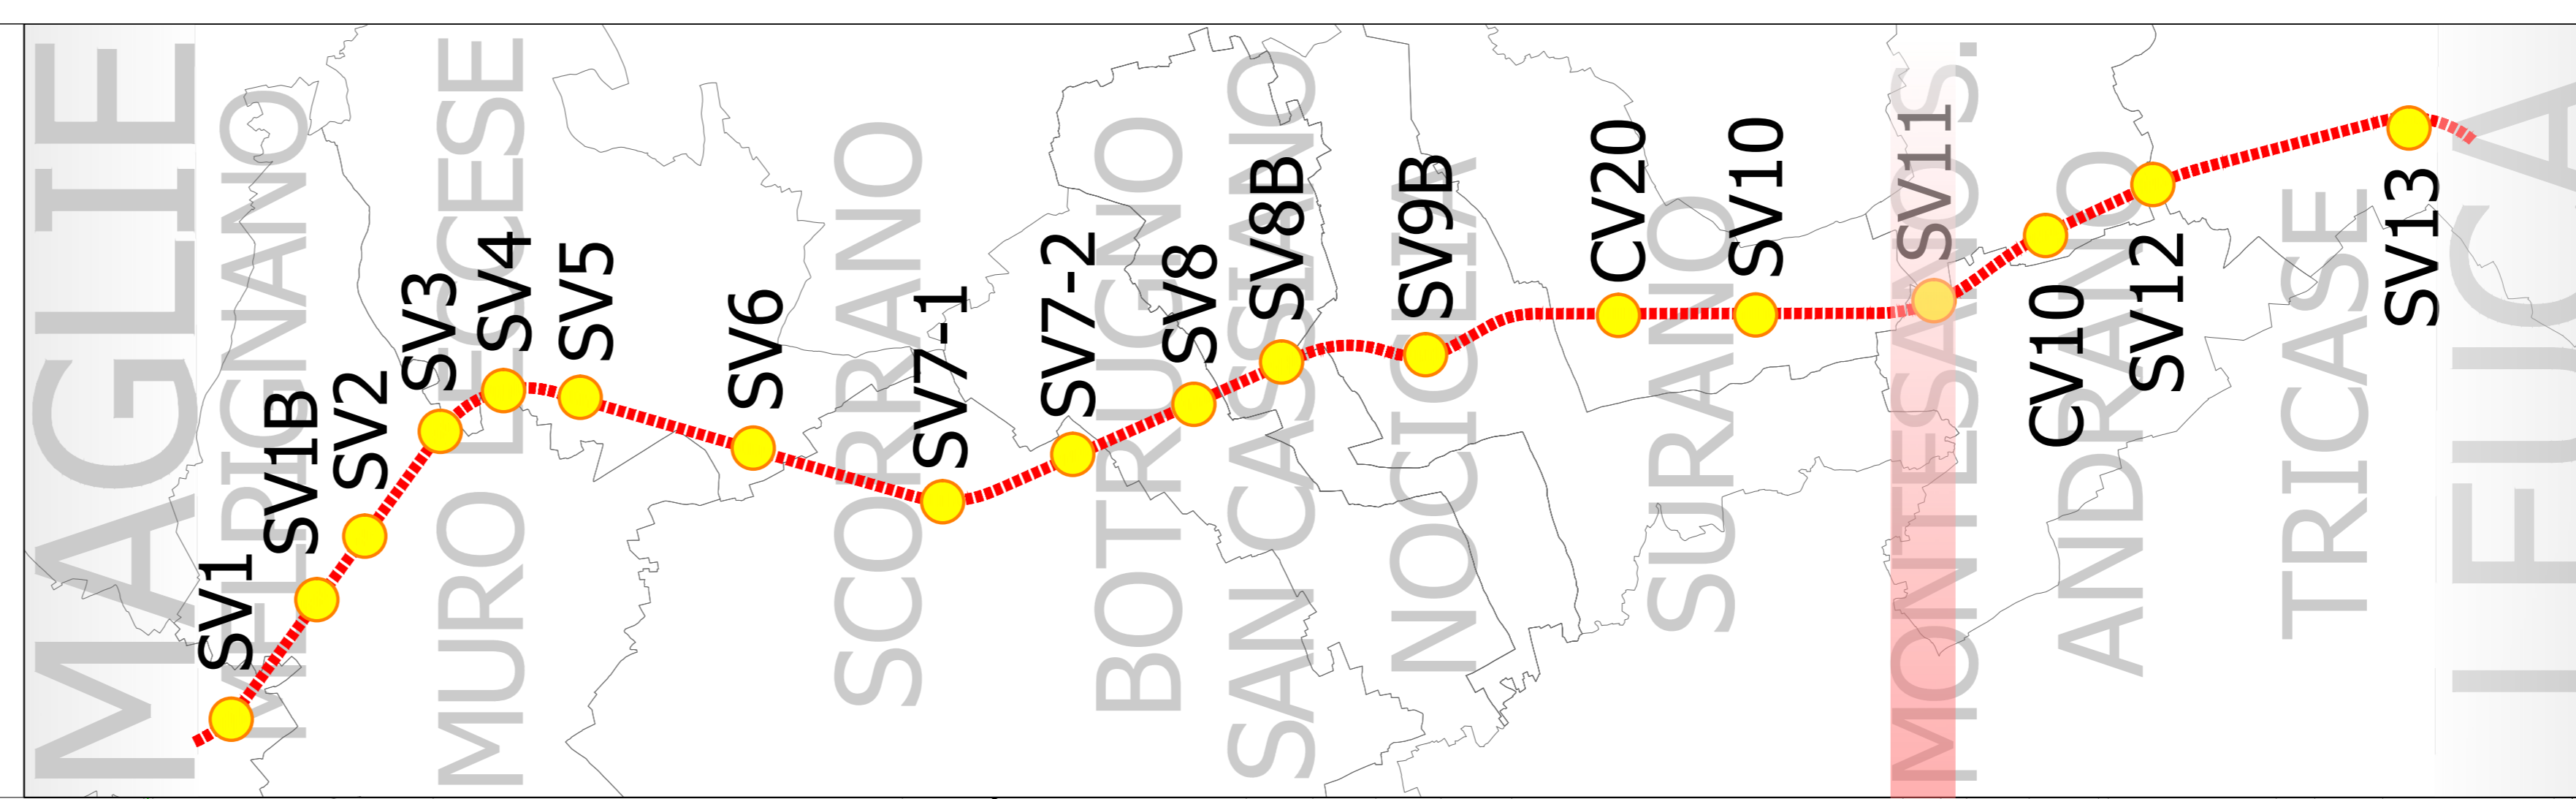 MAGLIE
MELPIGNANO
SV1
SV1B
SV2
SV3
MURO LECCESE
SV4
SV5
SV6
SCORRANO
SV7-1
SV7-2
BOTRUGNO
SV8
SAN CASSIANO
SV8B
SV9B
NOCIGLIA
CV20
SURANO
SV10
SV11
MONTESANO S.
CV10
ANDRANO
SV12
TRICASE
SV13
LEUCA